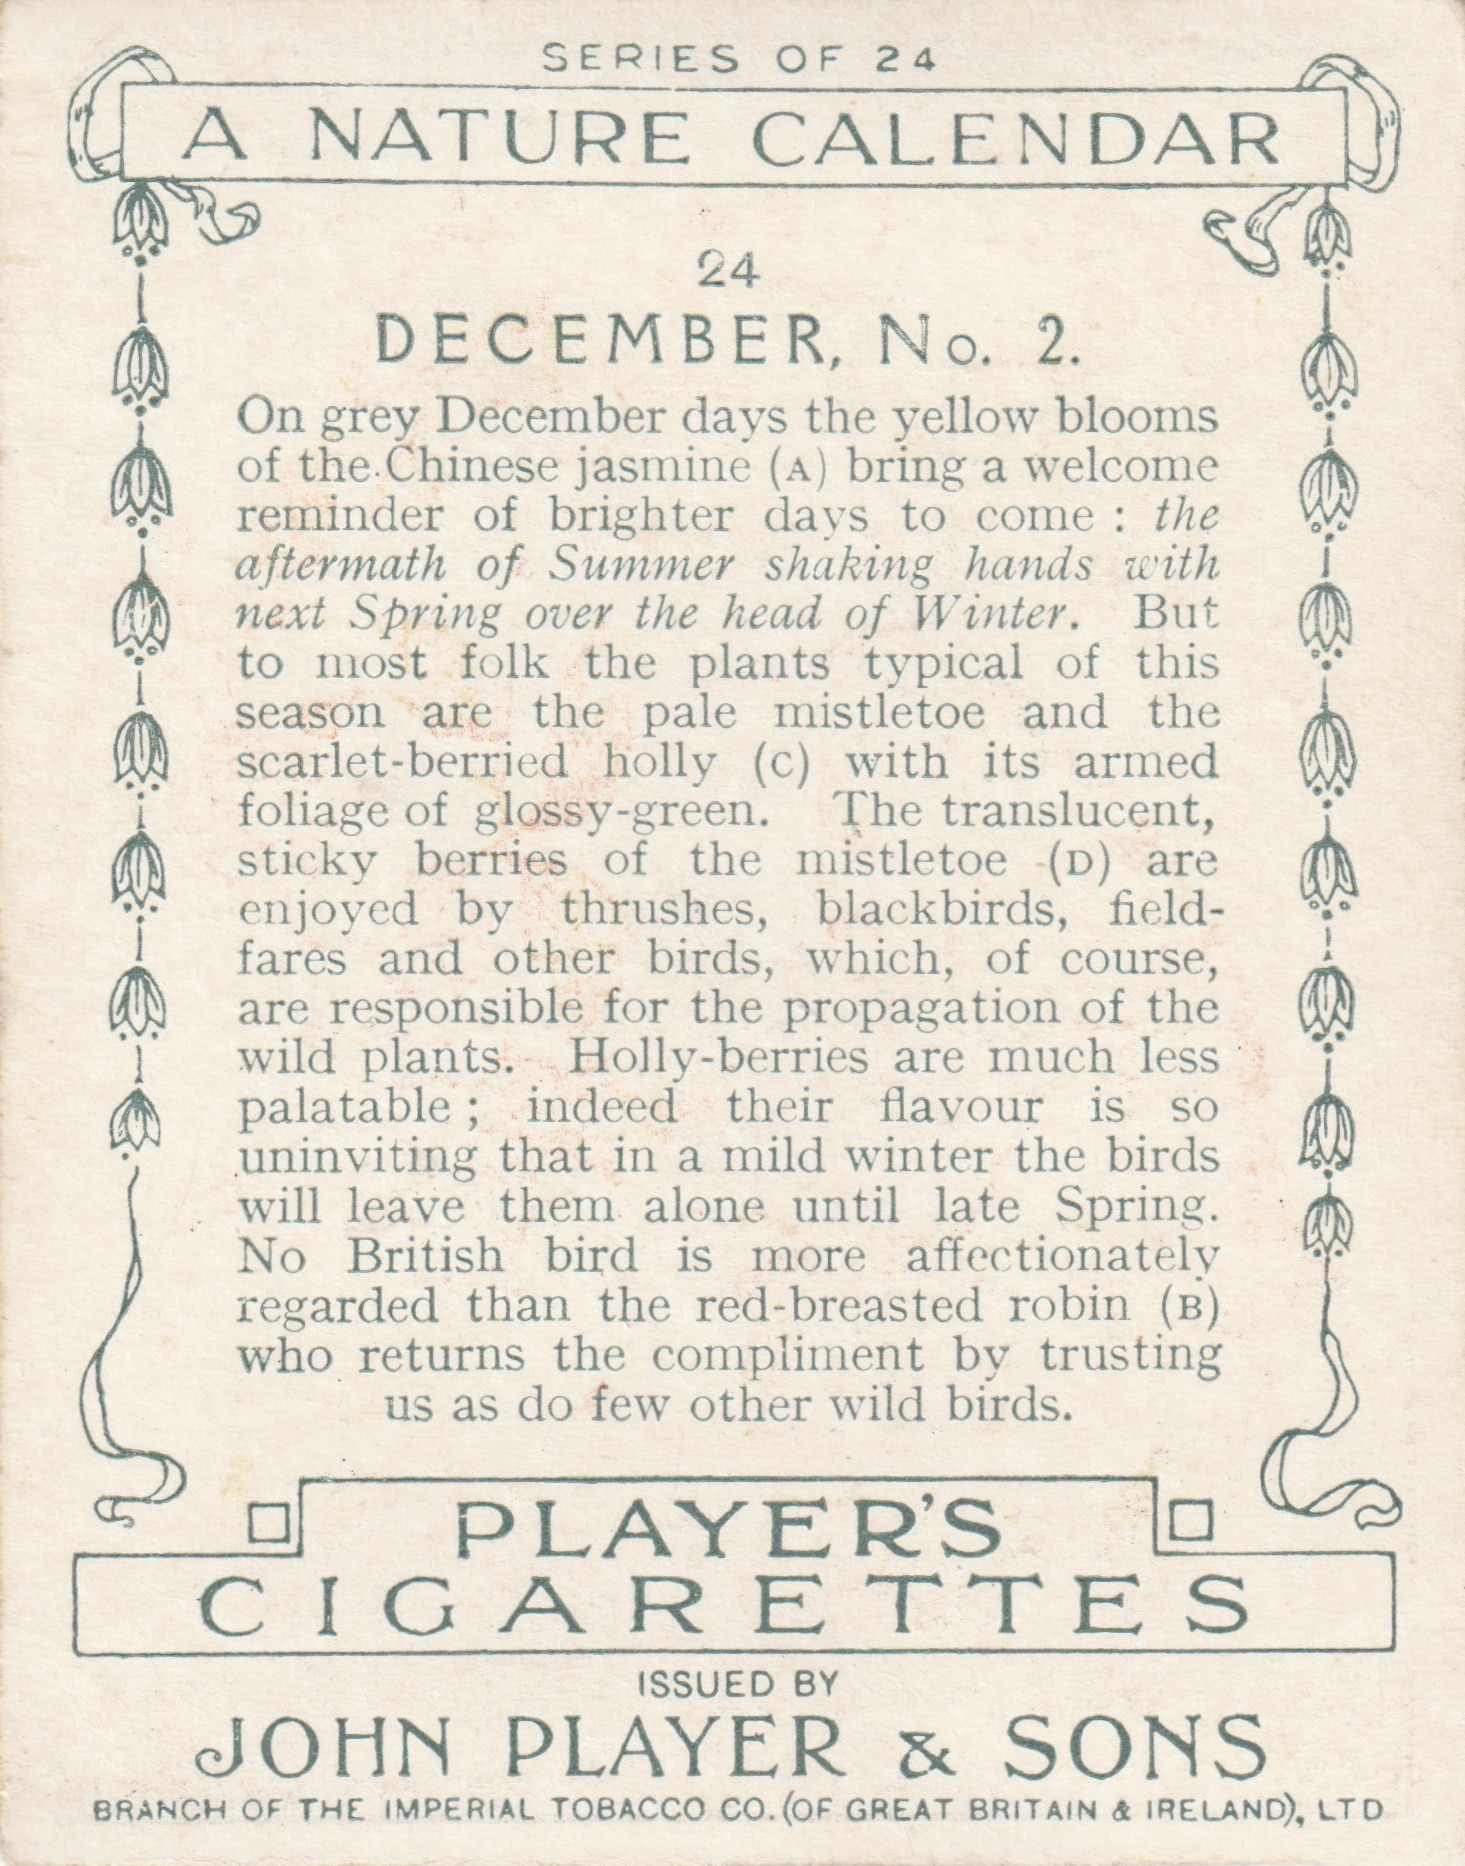 SERIES OF 24
A NATURE CALENDAR
24
DECEMBER, No. 2.
On grey December days the yellow blooms
of the Chinese jasmine (A) bring a welcome
reminder of brighter days to come : the
aftermath of Summer shaking hands with
next Spring over the head of Winter. But
to most folk the plants typical of this
season are the pale mistletoe and the
scarlet-berried holly (C) with its armed
foliage of glossy-green. The translucent,
sticky berries of the mistletoe (D) are
enjoyed by thrushes, blackbirds, field-
fares and other birds, which, of course,
are responsible for the propagation of the
wild plants. Holly-berries are much less
palatable ; indeed their flavour is so
uninviting that in a mild winter the birds
will leave them alone until late Spring.
No British bird is more affectionately
regarded than the red-breasted robin (B)
who returns the compliment by trusting
us as do few other wild birds.
PLAYER'S
CIGARETTES
ISSUED BY
JOHN PLAYER & SONS
BRANCH OF THE IMPERIAL TOBACCO CO. (OF GREAT BRITAIN & IRELAND), LTD